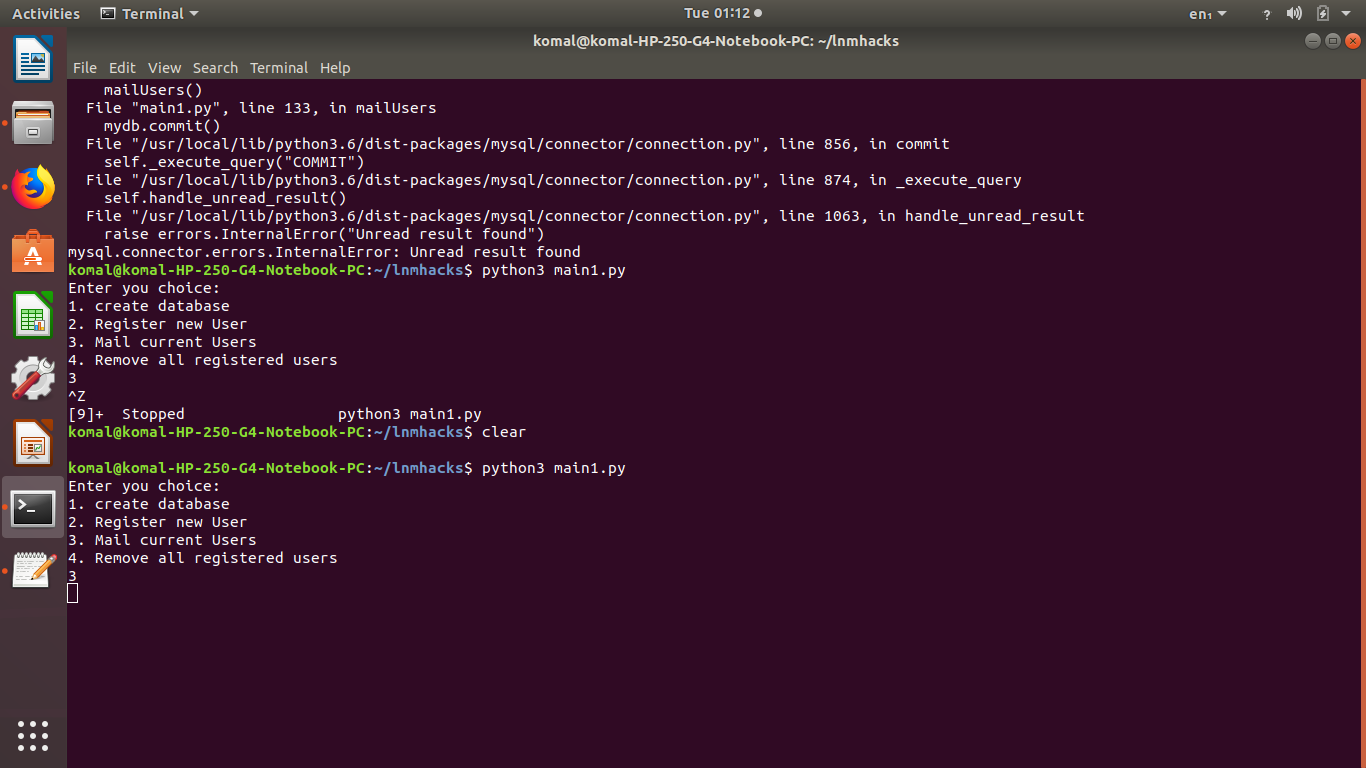 Activities Terminal Tue 01:12 en₁ ?
komal@komal-HP-250-G4-Notebook-PC: ~/lnmhacks
File Edit View Search Terminal Help
    mailUsers()
  File "main1.py", line 133, in mailUsers
    mydb.commit()
  File "/usr/local/lib/python3.6/dist-packages/mysql/connector/connection.py", line 856, in commit
    self._execute_query("COMMIT")
  File "/usr/local/lib/python3.6/dist-packages/mysql/connector/connection.py", line 874, in _execute_query
    self.handle_unread_result()
  File "/usr/local/lib/python3.6/dist-packages/mysql/connector/connection.py", line 1063, in handle_unread_result
    raise errors.InternalError("Unread result found")
mysql.connector.errors.InternalError: Unread result found
komal@komal-HP-250-G4-Notebook-PC:~/lnmhacks$ python3 main1.py
Enter you choice:
1. create database
2. Register new User
3. Mail current Users
4. Remove all registered users
3
^Z
[9]+  Stopped                 python3 main1.py
komal@komal-HP-250-G4-Notebook-PC:~/lnmhacks$ clear
komal@komal-HP-250-G4-Notebook-PC:~/lnmhacks$ python3 main1.py
Enter you choice:
1. create database
2. Register new User
3. Mail current Users
4. Remove all registered users
3